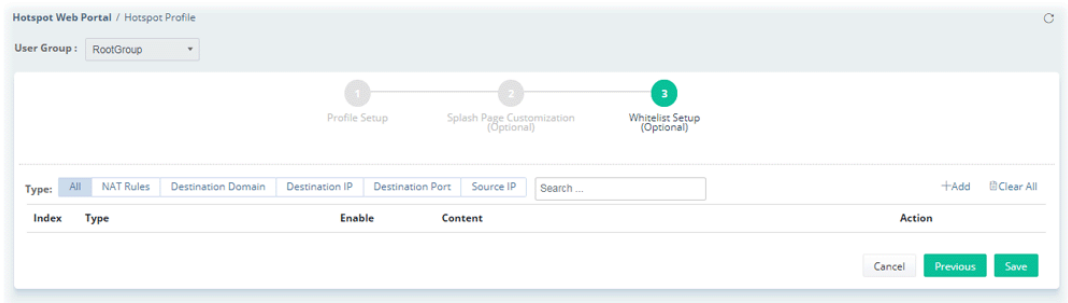 Hotspot Web Portal / Hotspot Profile
User Group : RootGroup
1 2 3
Profile Setup Splash Page Customization Whitelist Setup
(Optional) (Optional)
Type: All NAT Rules Destination Domain Destination IP Destination Port Source IP Search ... +Add Clear All
Index Type Enable Content Action
Cancel Previous Save